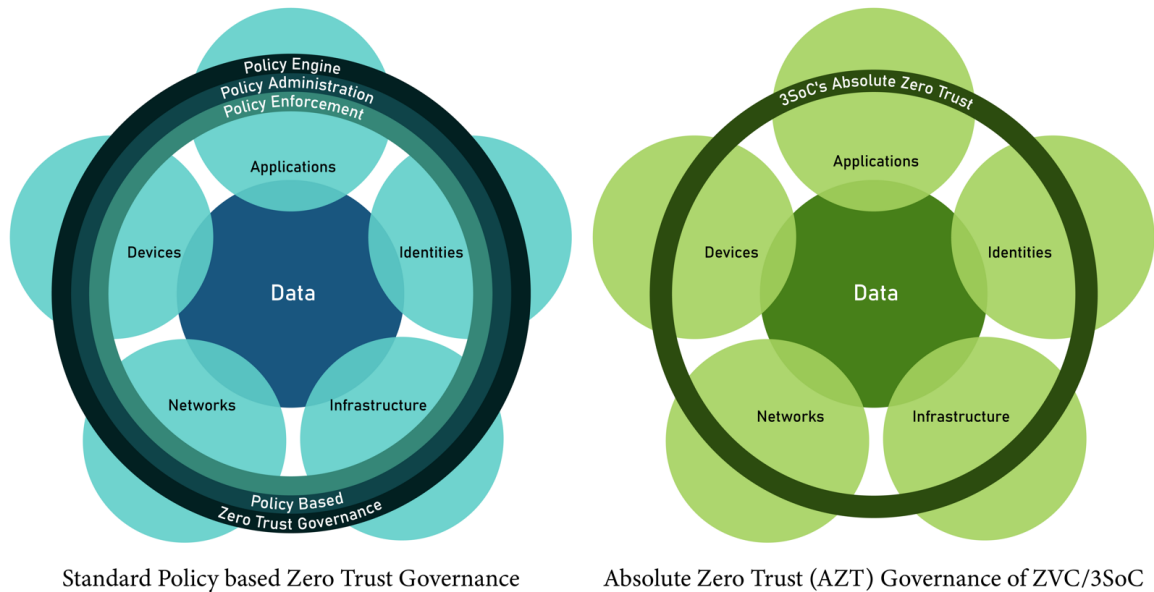 Policy Engine
Policy Administration
Policy Enforcement
Applications
Devices
Identities
Data
Networks
Infrastructure
Policy Based
Zero Trust Governance
Standard Policy based Zero Trust Governance
3SoC's Absolute Zero Trust
Applications
Devices
Identities
Data
Networks
Infrastructure
Absolute Zero Trust (AZT) Governance of ZVC/3SoC